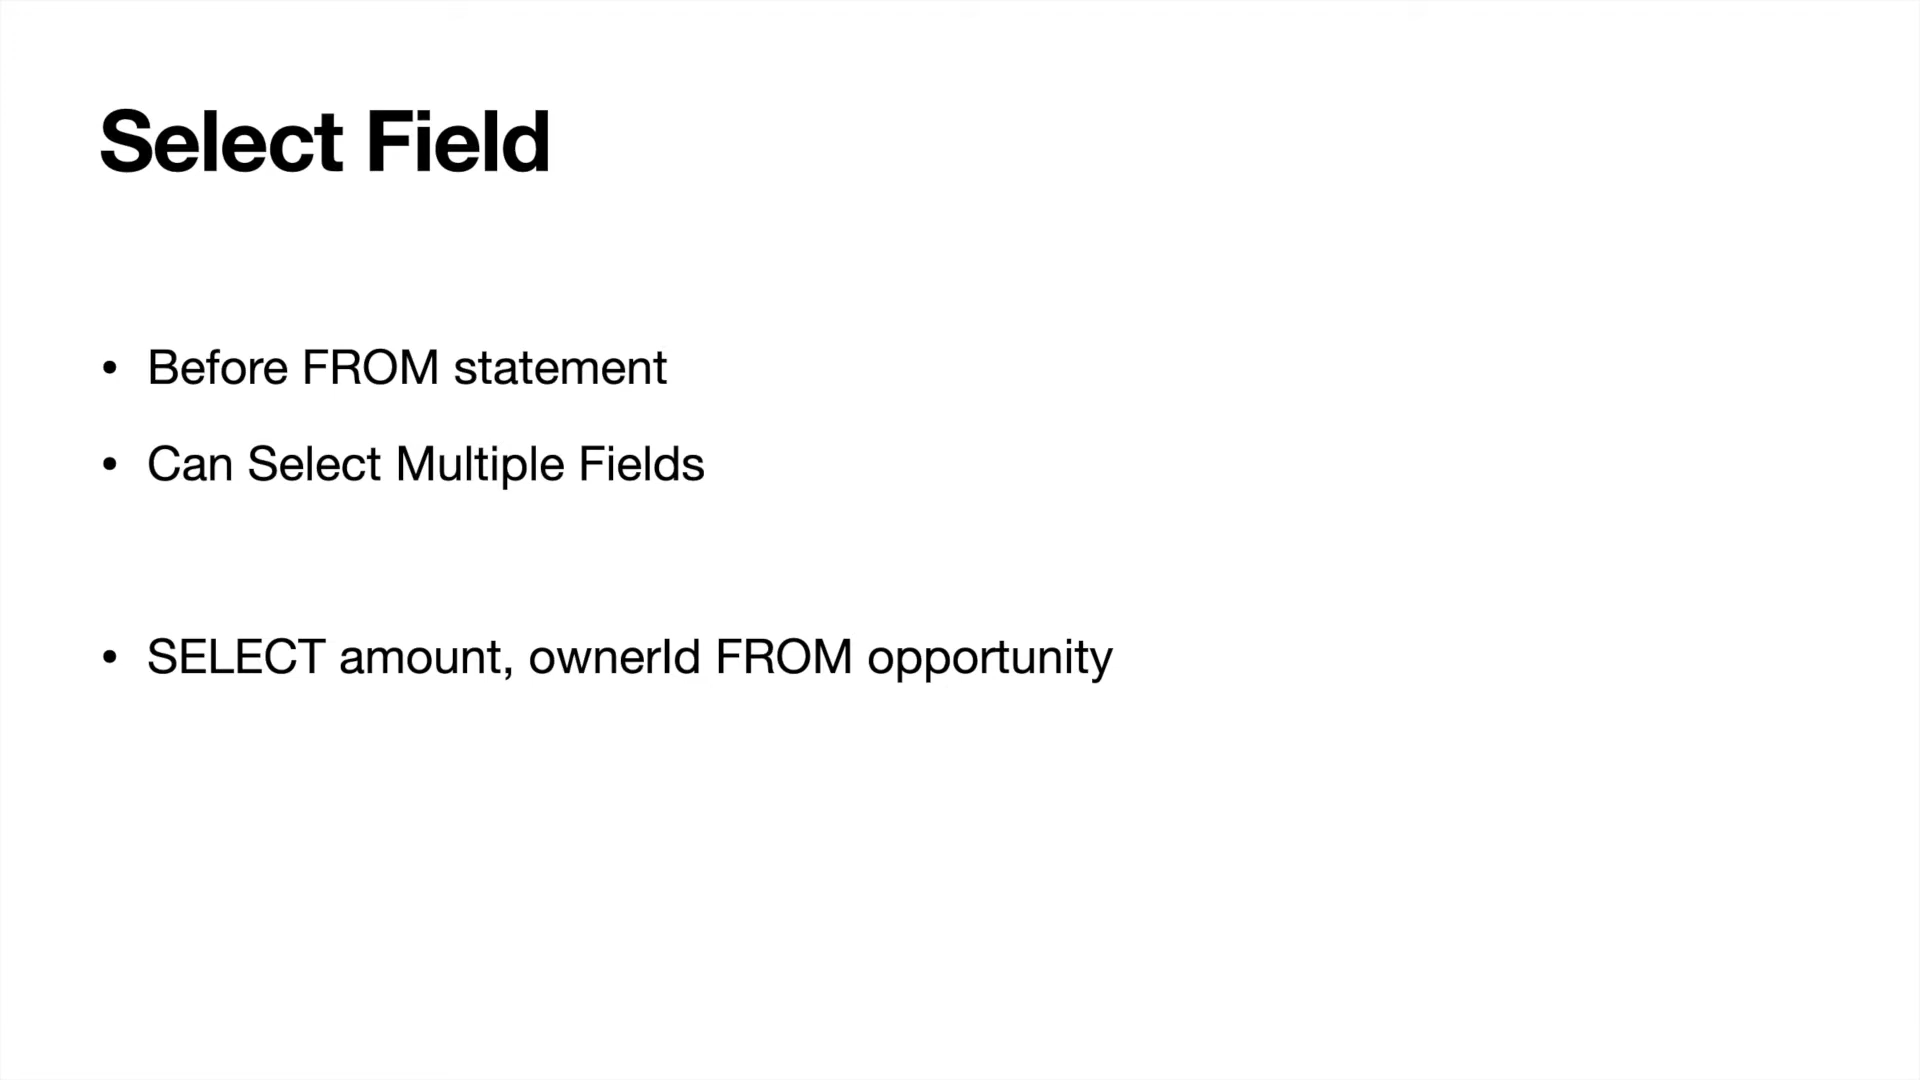 Select Field
• Before FROM statement
• Can Select Multiple Fields
• SELECT amount, ownerId FROM opportunity